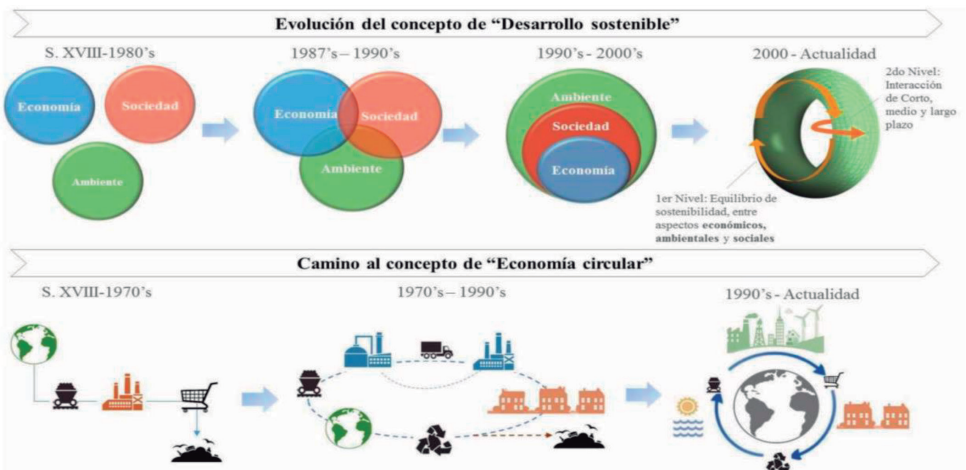 Evolución del concepto de “Desarrollo sostenible”
S. XVIII-1980’s
Economía
Sociedad
Ambiente
1987’s – 1990’s
Economía
Sociedad
Ambiente
1990’s - 2000’s
Ambiente
Sociedad
Economía
2000 - Actualidad
2do Nivel:
Interacción
de Corto,
medio y largo
plazo
1er Nivel: Equilibrio de
sostenibilidad, entre
aspectos económicos,
ambientales y sociales
Camino al concepto de “Economía circular”
S. XVIII-1970’s
1970’s – 1990’s
1990’s - Actualidad